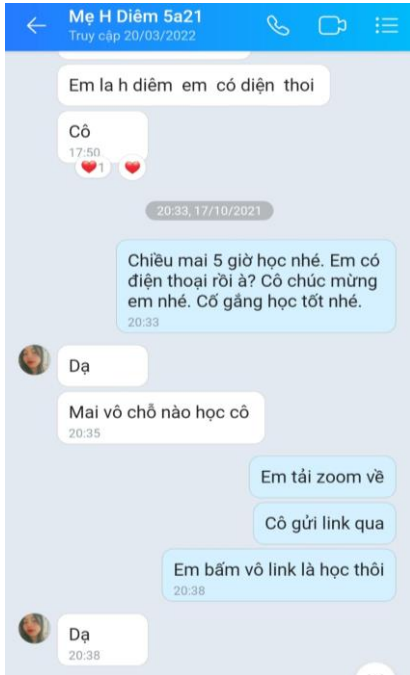 Mẹ H Diêm 5a21
Truy cập 20/03/2022
Em la h diêm em có diện thoi
Cô
17:50
1
20:33, 17/10/2021
Chiều mai 5 giờ học nhé. Em có
điện thoại rồi à? Cô chúc mừng
em nhé. Cố gắng học tốt nhé.
20:33
Dạ
Mai vô chỗ nào học cô
20:35
Em tải zoom về
Cô gửi link qua
Em bấm vô link là học thôi
20:38
Dạ
20:38